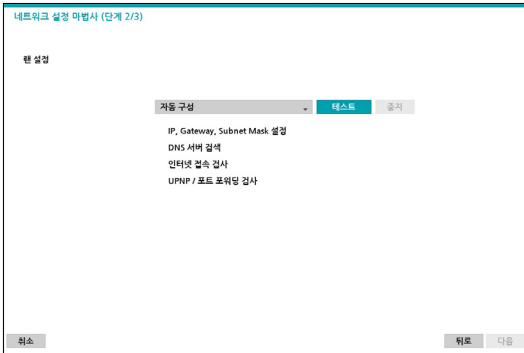 네트워크 설정 마법사 (단계 2/3)
랜 설정
자동 구성 테스트 중지
IP, Gateway, Subnet Mask 설정
DNS 서버 검색
인터넷 접속 검사
UPNP / 포트 포워딩 검사
취소 뒤로 다음